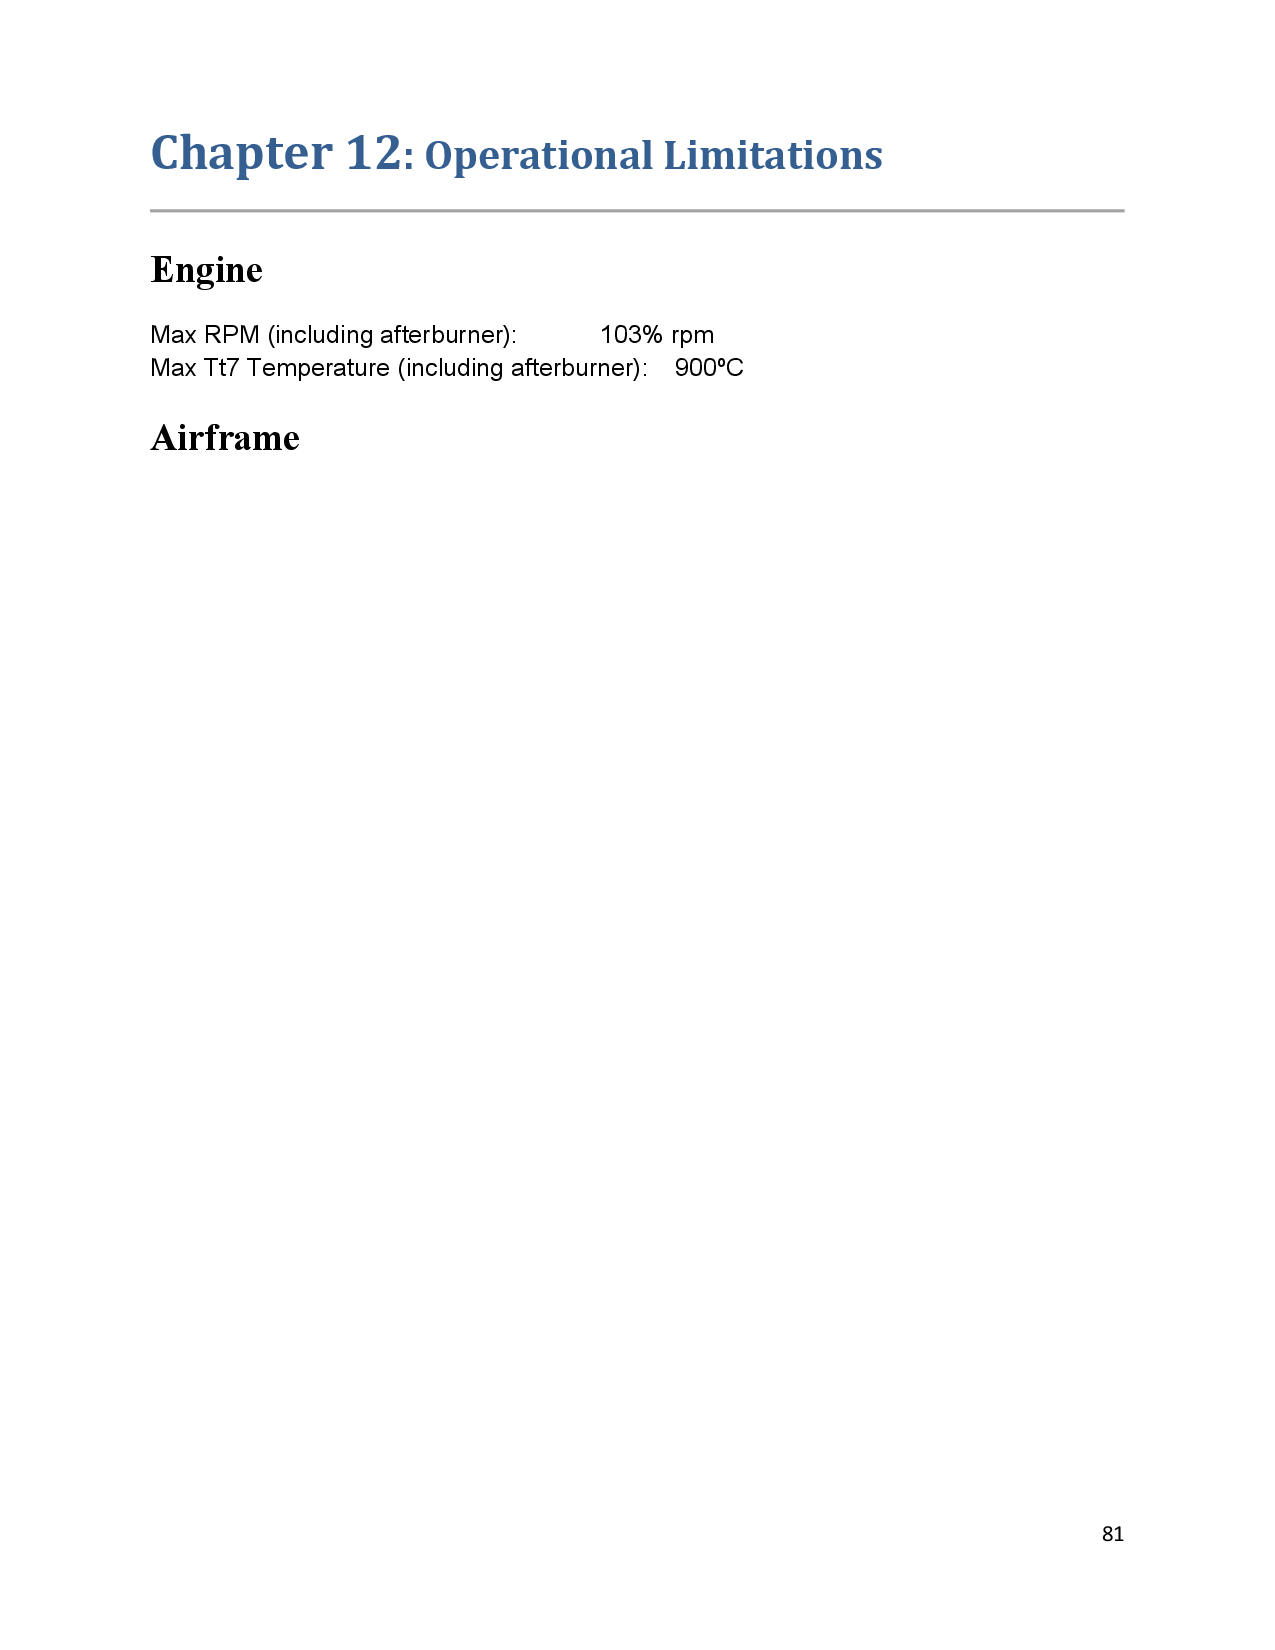 Chapter 12: Operational Limitations
Engine
Max RPM (including afterburner): 103% rpm
Max Tt7 Temperature (including afterburner): 900ºC
Airframe
81